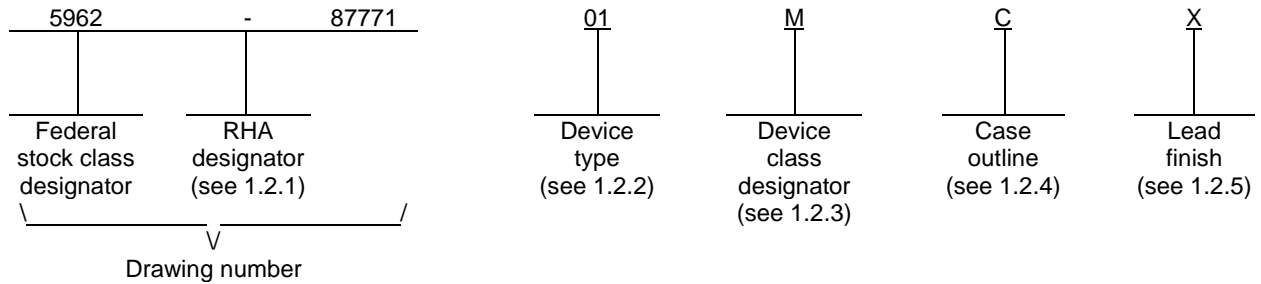 5962 - 87771 01 M C X
Federal stock class designator
RHA designator (see 1.2.1)
Device type (see 1.2.2)
Device class designator (see 1.2.3)
Case outline (see 1.2.4)
Lead finish (see 1.2.5)
\ /
\/
Drawing number